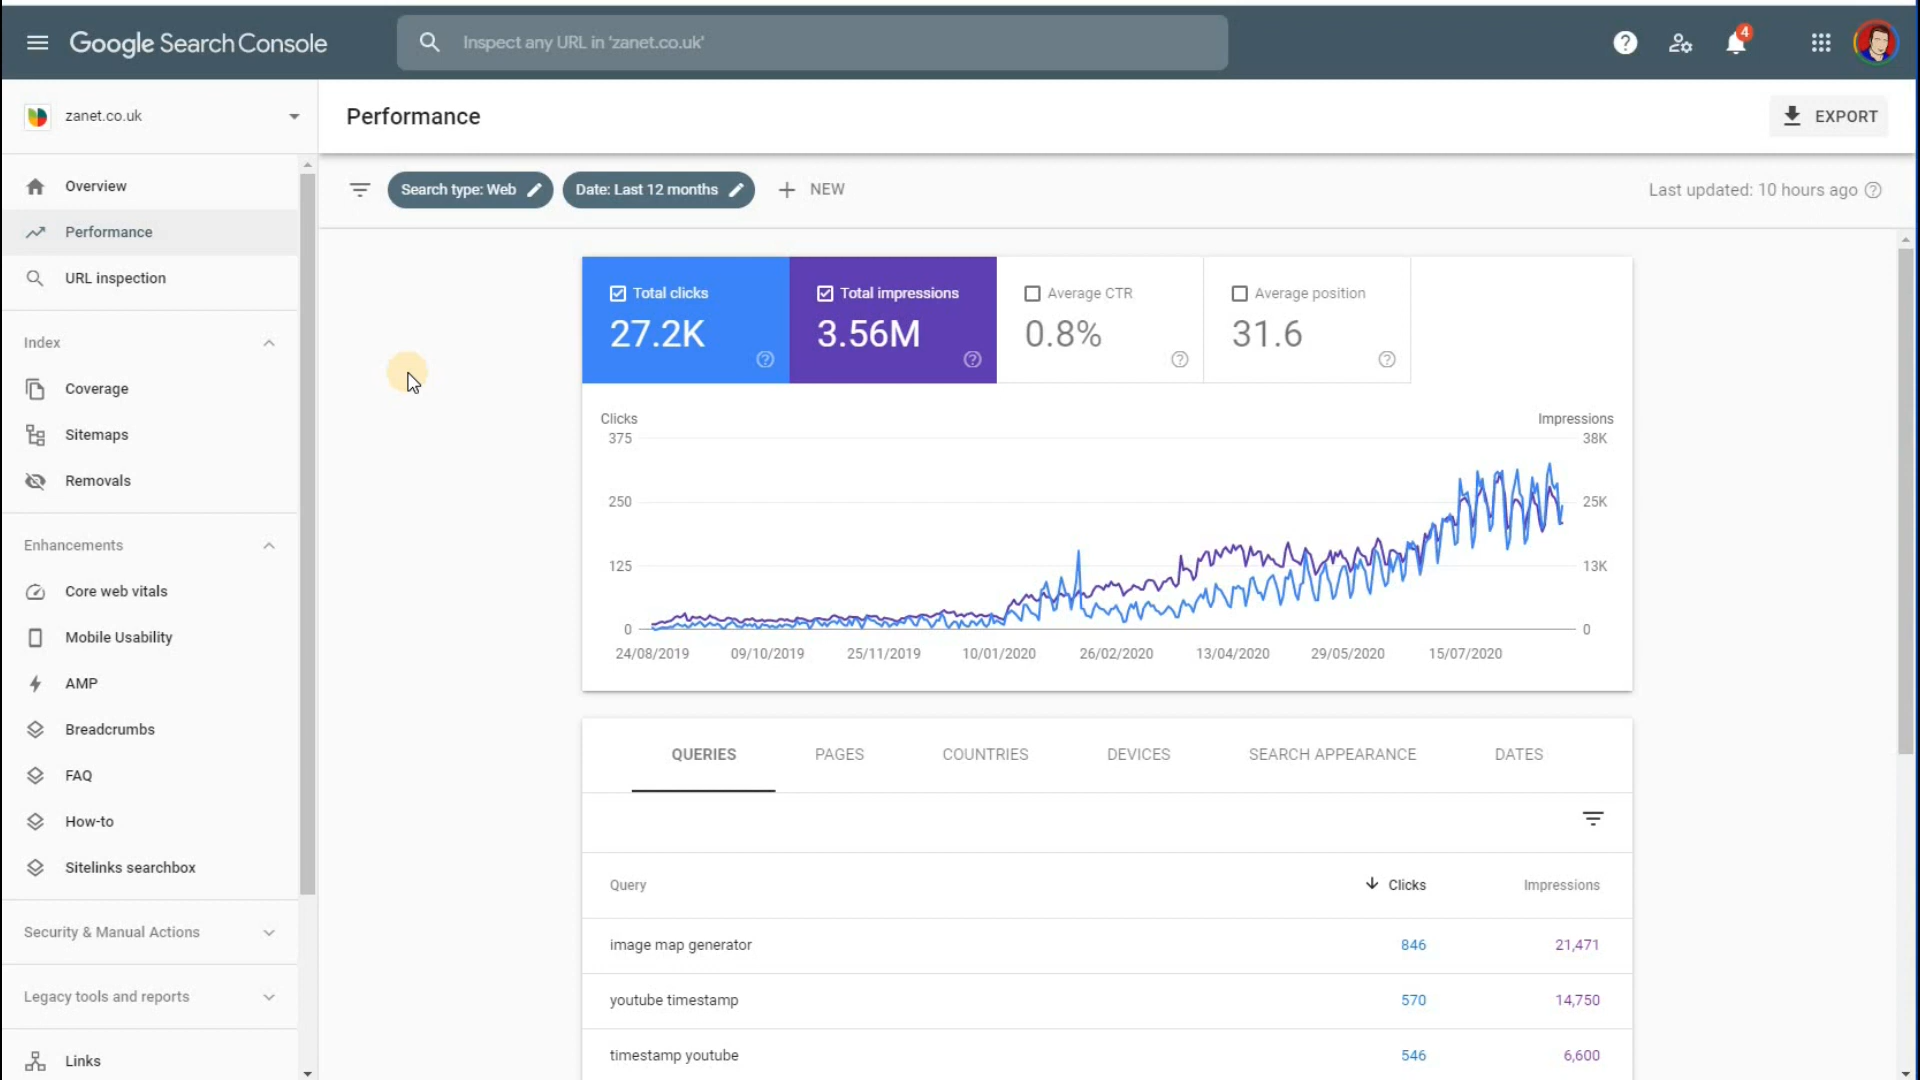 Google Search Console
Inspect any URL in 'zanet.co.uk'
4
zanet.co.uk
Performance
EXPORT
Overview
Performance
URL inspection
Index
Coverage
Sitemaps
Removals
Enhancements
Core web vitals
Mobile Usability
AMP
Breadcrumbs
FAQ
How-to
Sitelinks searchbox
Security & Manual Actions
Legacy tools and reports
Links
Search type: Web
Date: Last 12 months
NEW
Last updated: 10 hours ago
Total clicks
27.2K
Total impressions
3.56M
Average CTR
0.8%
Average position
31.6
Clicks
Impressions
375
38K
250
25K
125
13K
0
0
24/08/2019 09/10/2019 25/11/2019 10/01/2020 26/02/2020 13/04/2020 29/05/2020 15/07/2020
QUERIES PAGES COUNTRIES DEVICES SEARCH APPEARANCE DATES
Query Clicks Impressions
image map generator 846 21,471
youtube timestamp 570 14,750
timestamp youtube 546 6,600